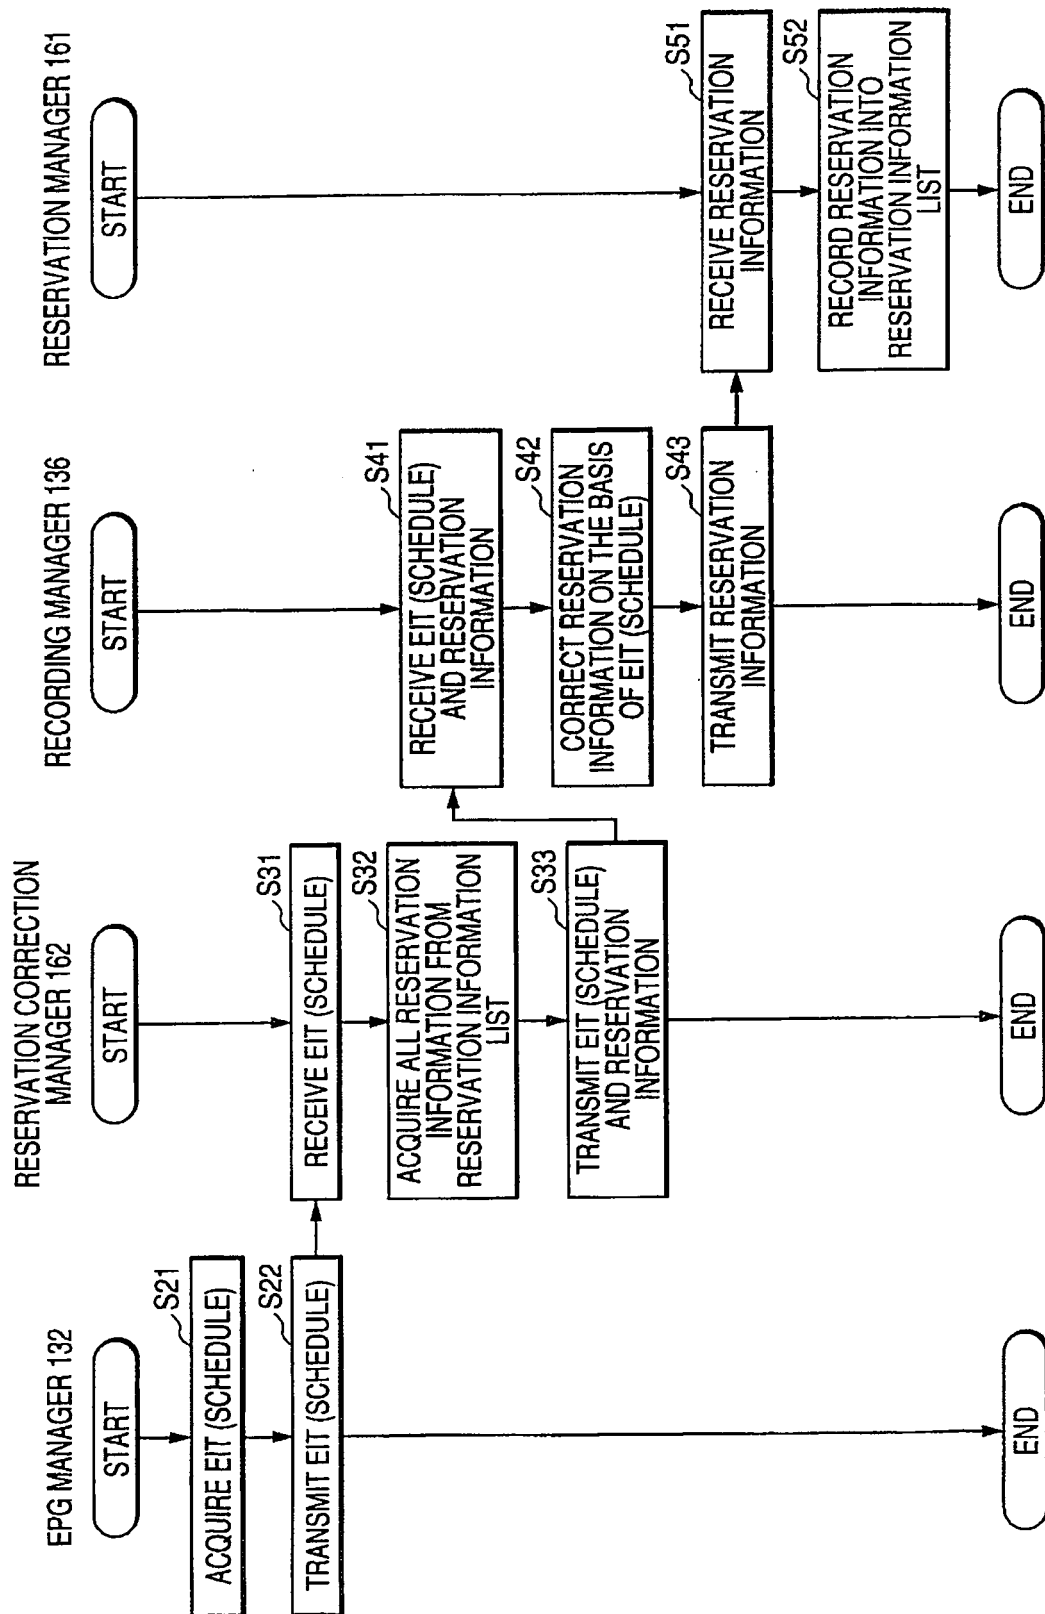 EPG MANAGER 132
START
S21
ACQUIRE EIT (SCHEDULE)
S22
TRANSMIT EIT (SCHEDULE)
END
RESERVATION CORRECTION
MANAGER 162
START
S31
RECEIVE EIT (SCHEDULE)
S32
ACQUIRE ALL RESERVATION
INFORMATION FROM
RESERVATION INFORMATION
LIST
S33
TRANSMIT EIT (SCHEDULE)
AND RESERVATION
INFORMATION
END
RECORDING MANAGER 136
START
S41
RECEIVE EIT (SCHEDULE)
AND RESERVATION
INFORMATION
S42
CORRECT RESERVATION
INFORMATION ON THE BASIS
OF EIT (SCHEDULE)
S43
TRANSMIT RESERVATION
INFORMATION
END
RESERVATION MANAGER 161
START
S51
RECEIVE RESERVATION
INFORMATION
S52
RECORD RESERVATION
INFORMATION INTO
RESERVATION INFORMATION
LIST
END